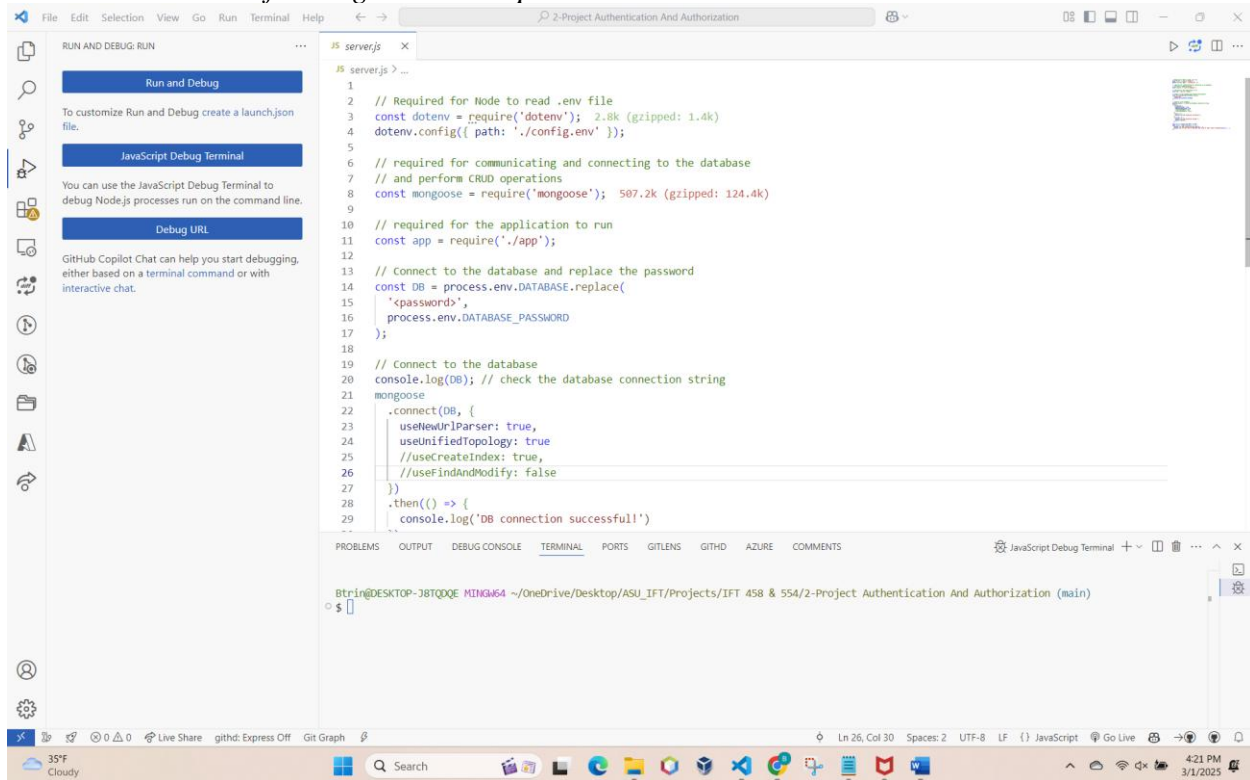 File Edit Selection View Go Run Terminal Help
2-Project Authentication And Authorization
RUN AND DEBUG: RUN
Run and Debug
To customize Run and Debug create a launch.json
file.
JavaScript Debug Terminal
You can use the JavaScript Debug Terminal to
debug Node.js processes run on the command line.
Debug URL
GitHub Copilot Chat can help you start debugging,
either based on a terminal command or with
interactive chat.
JS server.js
JS server.js > ...
1
2 // Required for Node to read .env file
3 const dotenv = require('dotenv'); 2.8k (gzipped: 1.4k)
4 dotenv.config({ path: './config.env' });
5
6 // required for communicating and connecting to the database
7 // and perform CRUD operations
8 const mongoose = require('mongoose'); 507.2k (gzipped: 124.4k)
9
10 // required for the application to run
11 const app = require('./app');
12
13 // Connect to the database and replace the password
14 const DB = process.env.DATABASE.replace(
15 '<password>',
16 process.env.DATABASE_PASSWORD
17 );
18
19 // Connect to the database
20 console.log(DB); // check the database connection string
21 mongoose
22 .connect(DB, {
23 useNewUrlParser: true,
24 useUnifiedTopology: true
25 //useCreateIndex: true,
26 //useFindAndModify: false
27 })
28 .then(() => {
29 console.log('DB connection successful!')
PROBLEMS OUTPUT DEBUG CONSOLE TERMINAL PORTS GITLENS GITHD AZURE COMMENTS
JavaScript Debug Terminal
Btrin@DESKTOP-J8TQDQE MINGW64 ~/OneDrive/Desktop/ASU_IFT/Projects/IFT 458 & 554/2-Project Authentication And Authorization (main)
$
0 0 Live Share githd: Express Off Git Graph
Ln 26, Col 30 Spaces: 2 UTF-8 LF {} JavaScript Go Live
35°F
Cloudy
Search
4:21 PM
3/1/2025